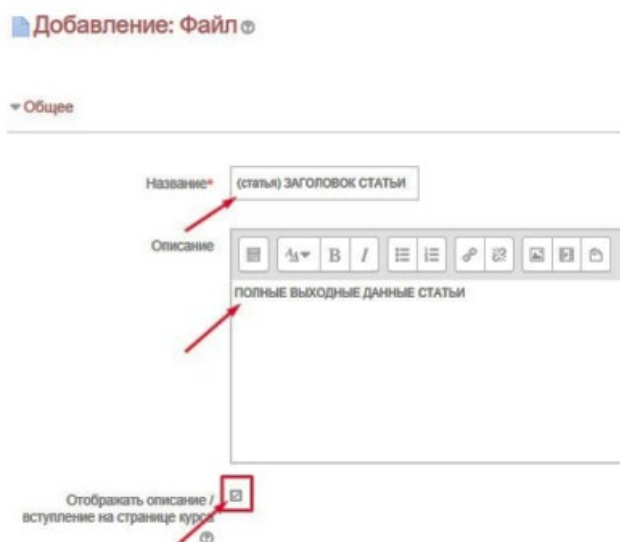 Добавление: Файл
Общее
Название*
(статья) ЗАГОЛОВОК СТАТЬИ
Описание
B I
ПОЛНЫЕ ВЫХОДНЫЕ ДАННЫЕ СТАТЬИ
Отображать описание /
вступление на странице курса